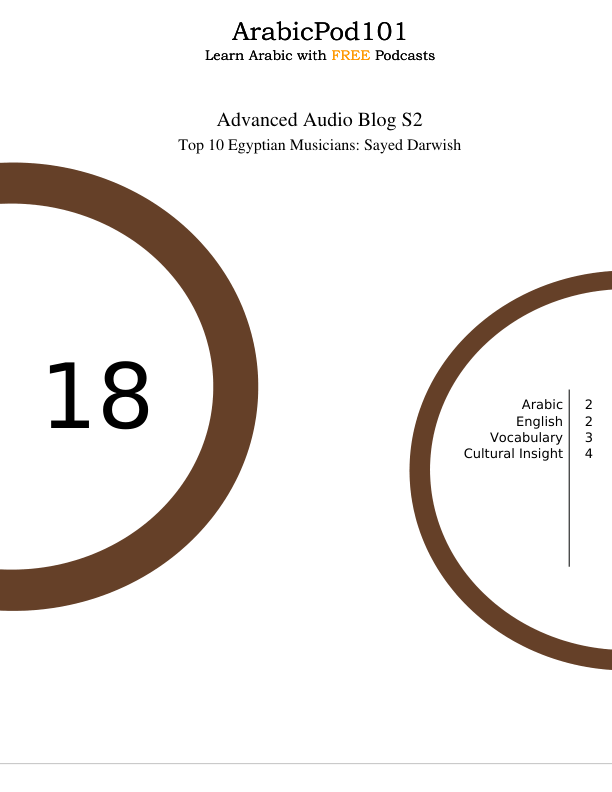 ArabicPod101
Learn Arabic with FREE Podcasts
Advanced Audio Blog S2
Top 10 Egyptian Musicians: Sayed Darwish
18
Arabic 2
English 2
Vocabulary 3
Cultural Insight 4